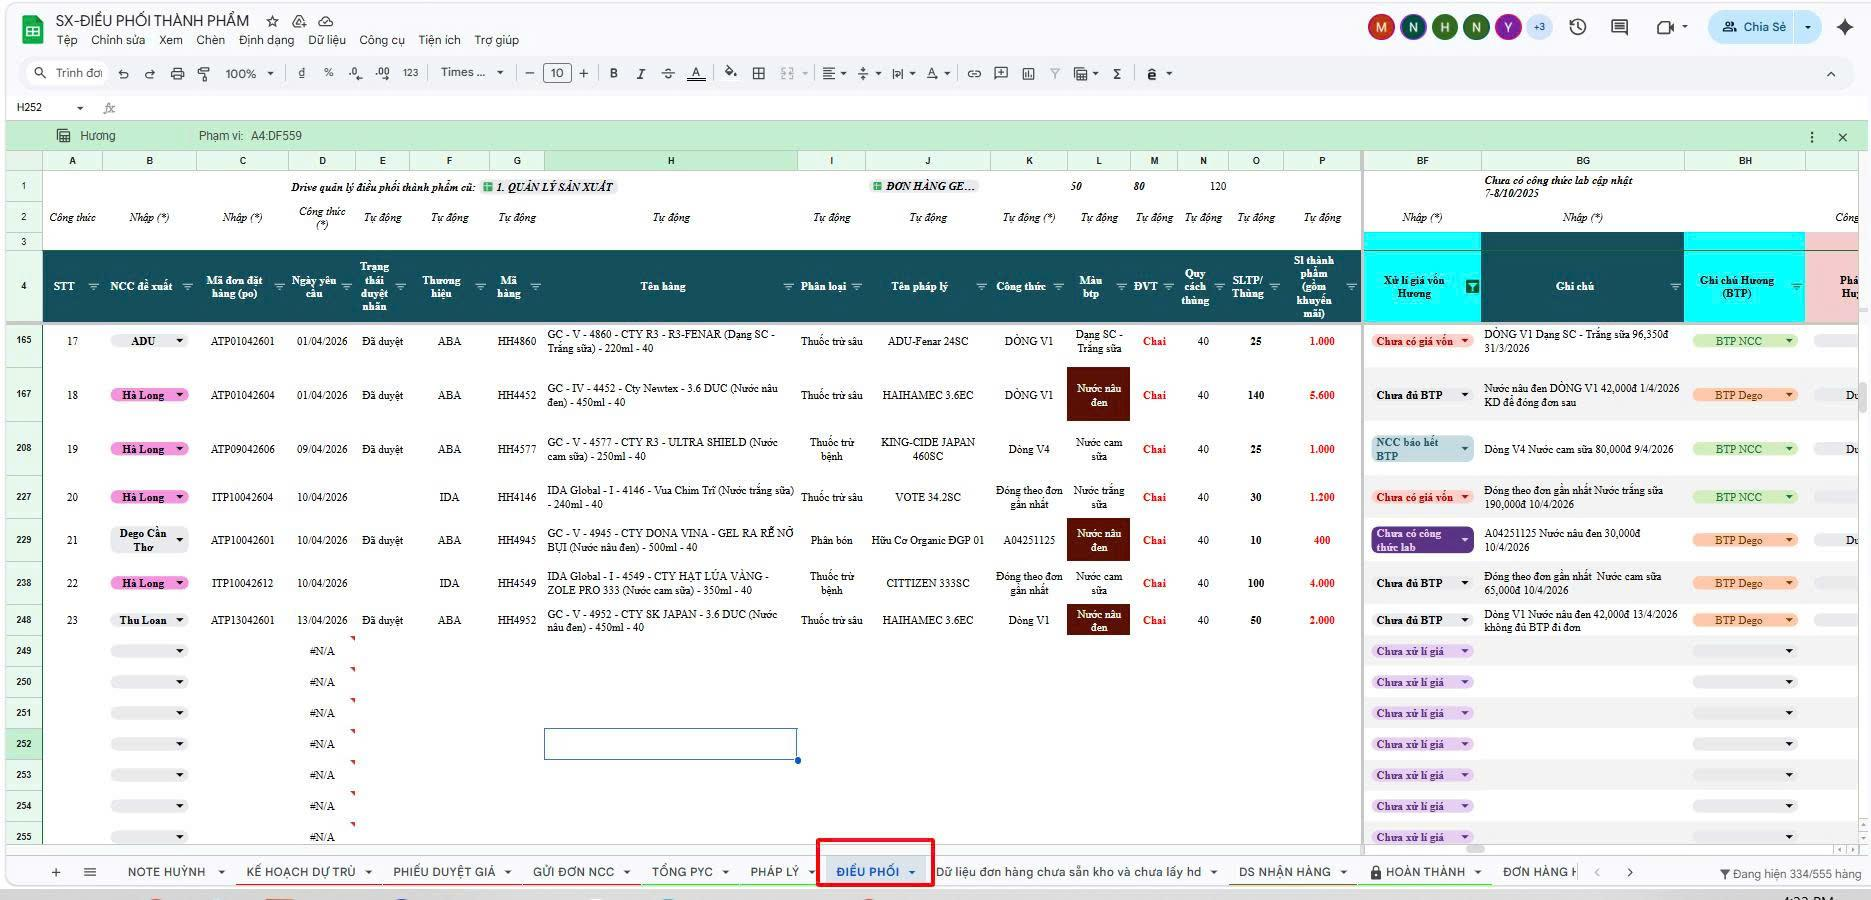 SX-ĐIỀU PHỐI THÀNH PHẨM
M N H N Y +3
Chia Sẻ
Tệp Chỉnh sửa Xem Chèn Định dạng Dữ liệu Công cụ Tiện ích Trợ giúp
Trình đơn 100% đ % .0 .00 123 Times ... 10 B I A
H252
Hương Phạm vi: A4:DF559
A B C D E F G H I J K L M N O P BF BG BH
1 Drive quản lý điều phối thành phẩm cũ: 1. QUẢN LÝ SẢN XUẤT ĐƠN HÀNG GE... 50 80 120 Chưa có công thức lab cập nhật
7-8/10/2025
2 Công thức Nhập (*) Nhập (*) Công thức (*) Tự động Tự động Tự động Tự động Tự động Tự động Tự động (*) Tự động Tự động Tự động Tự động Tự động Nhập (*) Nhập (*) Công
3
4 STT NCC đề xuất Mã đơn đặt hàng (po) Ngày yêu cầu Trạng thái duyệt nhãn Thương hiệu Mã hàng Tên hàng Phân loại Tên pháp lý Công thức Màu btp ĐVT Quy cách thùng SLTP/ Thùng Sl thành phẩm (gồm khuyến mãi) Xử lí giá vốn Hương Ghi chú Ghi chú Hương (BTP)
165 17 ADU ATP01042601 01/04/2026 Đã duyệt ABA HH4860 GC - V - 4860 - CTY R3 - R3-FENAR (Dạng SC - Trắng sữa) - 220ml - 40 Thuốc trừ sâu ADU-Fenar 24SC DÒNG V1 Dạng SC - Trắng sữa Chai 40 25 1.000 Chưa có giá vốn DÒNG V1 Dạng SC - Trắng sữa 96,350đ 31/3/2026 BTP NCC
167 18 Hà Long ATP01042604 01/04/2026 Đã duyệt ABA HH4452 GC - IV - 4452 - Cty Newtex - 3.6 DUC (Nước nâu đen) - 450ml - 40 Thuốc trừ sâu HAIHAMEC 3.6EC DÒNG V1 Nước nâu đen Chai 40 140 5.600 Chưa đủ BTP Nước nâu đen DÒNG V1 42,000đ 1/4/2026 KD để đóng đơn sau BTP Dego
208 19 Hà Long ATP09042606 09/04/2026 Đã duyệt ABA HH4577 GC - V - 4577 - CTY R3 - ULTRA SHIELD (Nước cam sữa) - 250ml - 40 Thuốc trừ bệnh KING-CIDE JAPAN 460SC Dòng V4 Nước cam sữa Chai 40 25 1.000 NCC báo hết BTP Dòng V4 Nước cam sữa 80,000đ 9/4/2026 BTP NCC
227 20 Hà Long ITP10042604 10/04/2026 IDA HH4146 IDA Global - I - 4146 - Vua Chim Trĩ (Nước trắng sữa) - 240ml - 40 Thuốc trừ sâu VOTE 34.2SC Đóng theo đơn gần nhất Nước trắng sữa Chai 40 30 1.200 Chưa có giá vốn Đóng theo đơn gần nhất Nước trắng sữa 190,000đ 10/4/2026 BTP NCC
229 21 Dego Cần Thơ ATP10042601 10/04/2026 Đã duyệt ABA HH4945 GC - V - 4945 - CTY DONA VINA - GEL RA RỄ NỞ BỤI (Nước nâu đen) - 500ml - 40 Phân bón Hữu Cơ Organic ĐGP 01 A04251125 Nước nâu đen Chai 40 10 400 Chưa có công thức lab A04251125 Nước nâu đen 30,000đ 10/4/2026 BTP Dego
238 22 Hà Long ITP10042612 10/04/2026 IDA HH4549 IDA Global - I - 4549 - CTY HẠT LÚA VÀNG - ZOLE PRO 333 (Nước cam sữa) - 350ml - 40 Thuốc trừ bệnh CITTIZEN 333SC Đóng theo đơn gần nhất Nước cam sữa Chai 40 100 4.000 Chưa đủ BTP Đóng theo đơn gần nhất Nước cam sữa 65,000đ 10/4/2026 BTP Dego
248 23 Thu Loan ATP13042601 13/04/2026 Đã duyệt ABA HH4952 GC - V - 4952 - CTY SK JAPAN - 3.6 DUC (Nước nâu đen) - 450ml - 40 Thuốc trừ sâu HAIHAMEC 3.6EC Dòng V1 Nước nâu đen Chai 40 50 2.000 Chưa đủ BTP Dòng V1 Nước nâu đen 42,000đ 13/4/2026 không đủ BTP đi đơn BTP Dego
249 #N/A Chưa xử lí giá
250 #N/A Chưa xử lí giá
251 #N/A Chưa xử lí giá
252 #N/A Chưa xử lí giá
253 #N/A Chưa xử lí giá
254 #N/A Chưa xử lí giá
255 #N/A Chưa xử lí giá
NOTE HUỲNH KẾ HOẠCH DỰ TRÙ PHIẾU DUYỆT GIÁ GỬI ĐƠN NCC TỔNG PYC PHÁP LÝ ĐIỀU PHỐI Dữ liệu đơn hàng chưa sẵn kho và chưa lấy hd DS NHẬN HÀNG HOÀN THÀNH ĐƠN HÀNG Đang hiện 334/555 hàng